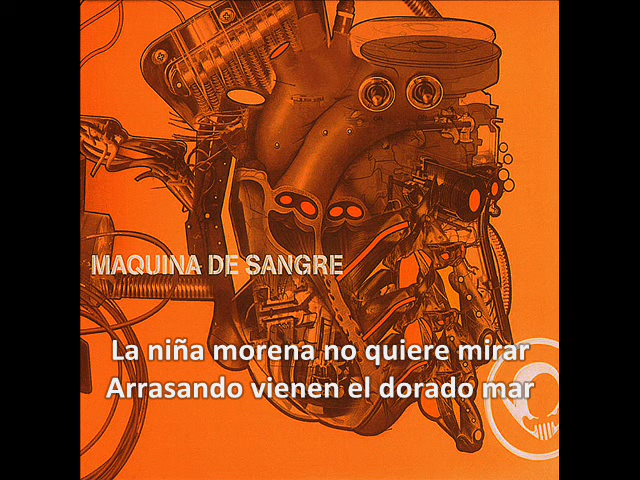 MAQUINA DE SANGRE
La niña morena no quiere mirar
Arrasando vienen el dorado mar